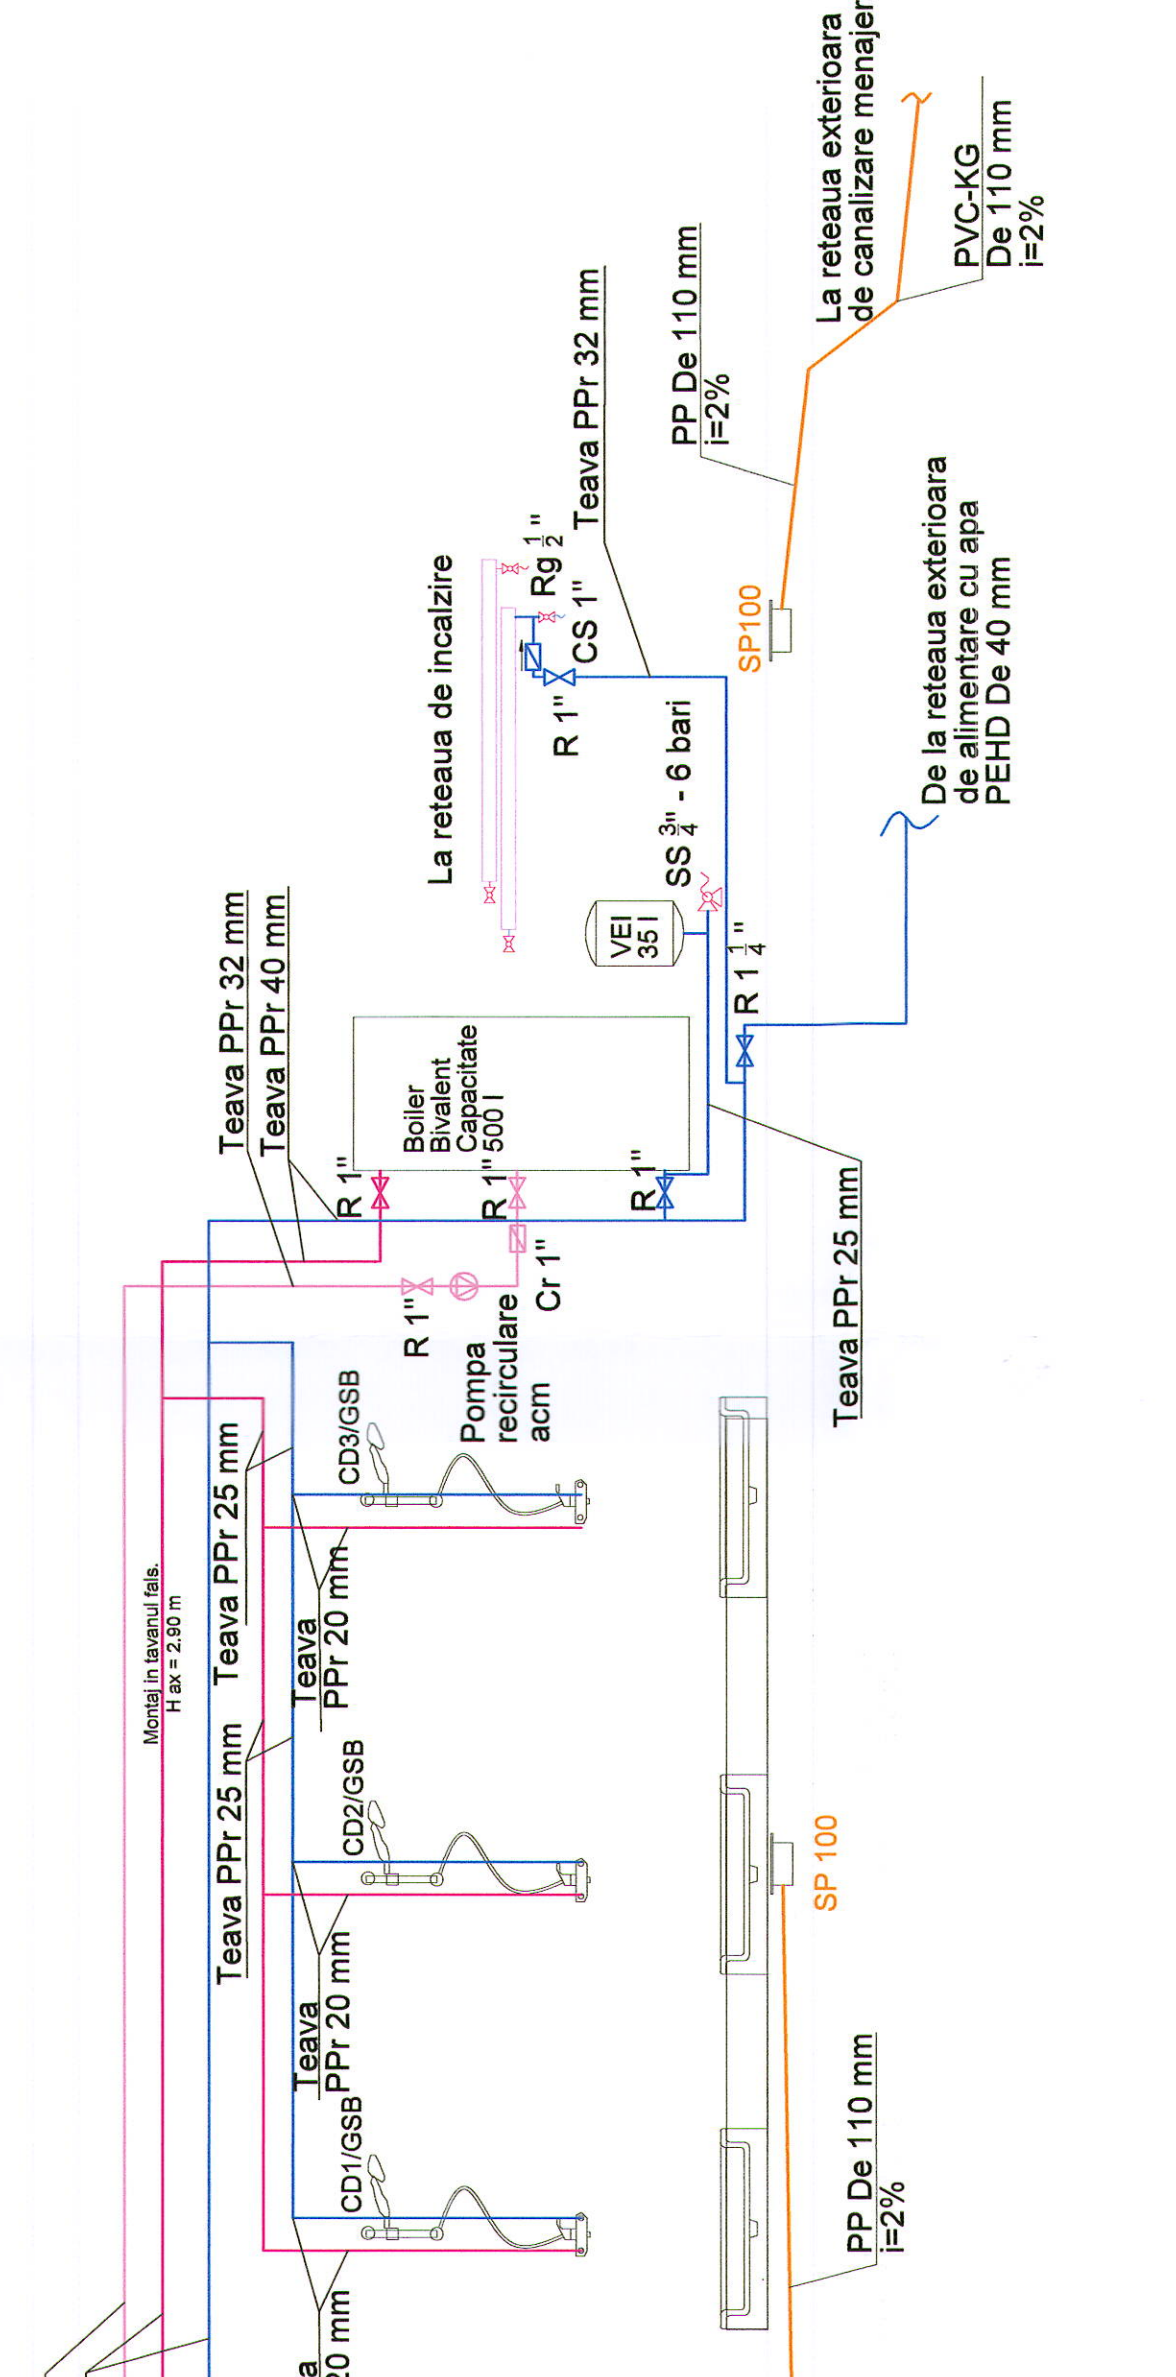 La reteaua exterioara
de canalizare menajer
PVC-KG
De 110 mm
i=2%
PP De 110 mm
i=2%
Teava PPr 32 mm
La reteaua de incalzire
Rg 1/2"
CS 1"
R 1"
SP100
De la reteaua exterioara
de alimentare cu apa
PEHD De 40 mm
SS 3/4" - 6 bari
VEI
35 l
R 1 1/4"
Teava PPr 32 mm
Teava PPr 40 mm
Boiler
Bivalent
Capacitate
500 l
R 1"
R 1"
R 1"
Cr 1"
R 1"
Pompa
recirculare
acm
Teava PPr 25 mm
CD3/GSB
Teava PPr 25 mm
Montaj in tavanul fals.
H ax = 2.90 m
Teava
PPr 20 mm
Teava PPr 25 mm
CD2/GSB
Teava
PPr 20 mm
SP 100
CD1/GSB
PP De 110 mm
i=2%
a
20 mm